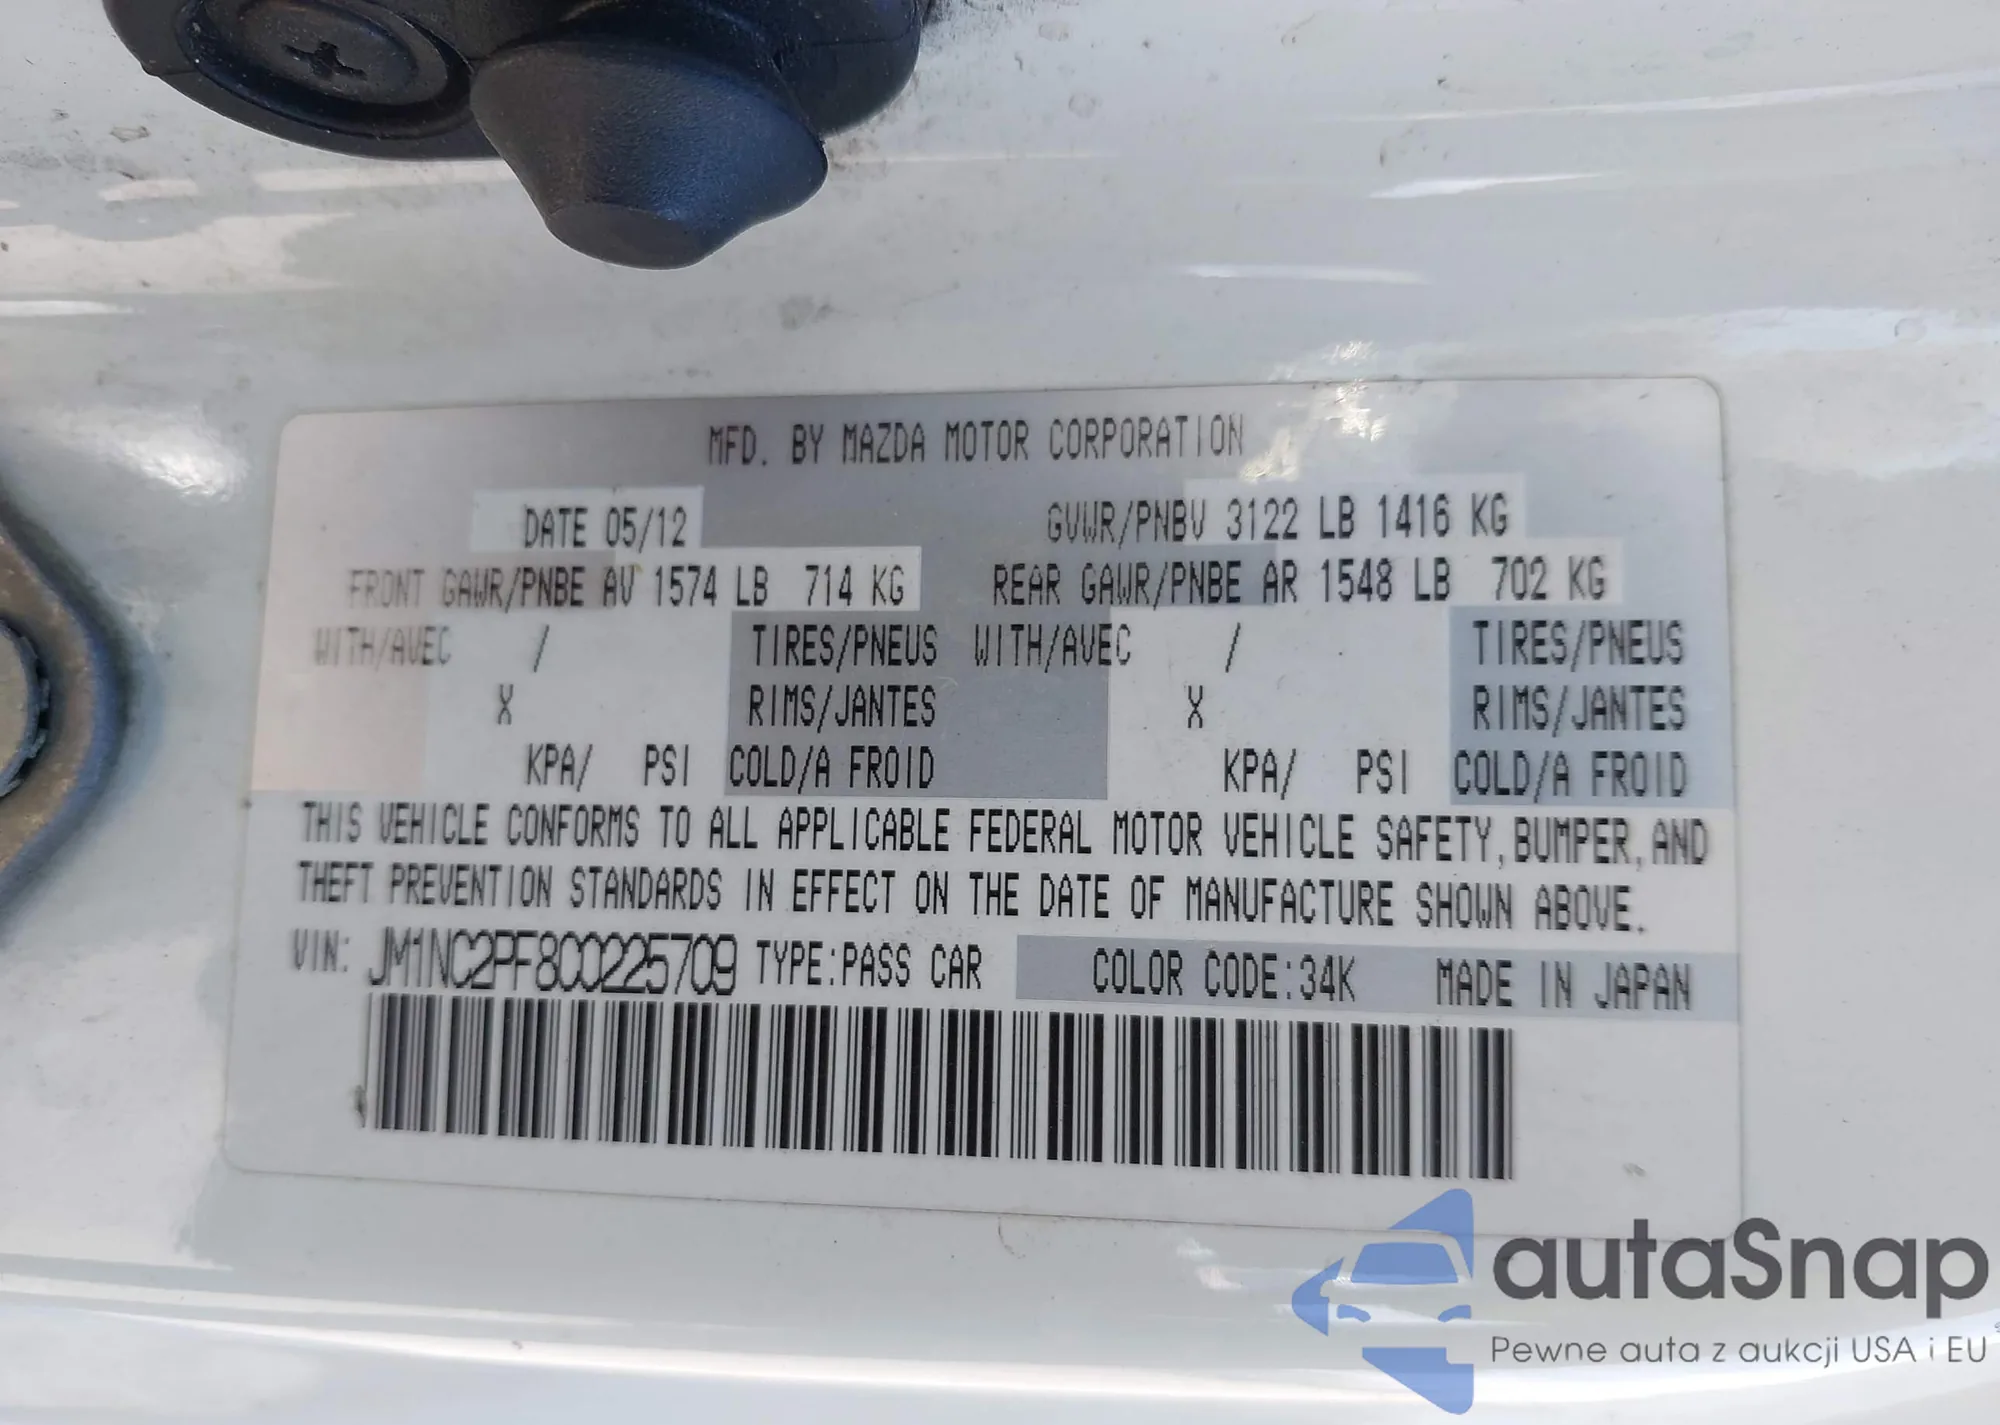 MFD. BY MAZDA MOTOR CORPORATION
DATE 05/12 GVWR/PNBV 3122 LB 1416 KG
FRONT GAWR/PNBE AV 1574 LB 714 KG REAR GAWR/PNBE AR 1548 LB 702 KG
WITH/AVEC / TIRES/PNEUS WITH/AVEC / TIRES/PNEUS
X RIMS/JANTES X RIMS/JANTES
KPA/ PSI COLD/A FROID KPA/ PSI COLD/A FROID
THIS VEHICLE CONFORMS TO ALL APPLICABLE FEDERAL MOTOR VEHICLE SAFETY, BUMPER, AND
THEFT PREVENTION STANDARDS IN EFFECT ON THE DATE OF MANUFACTURE SHOWN ABOVE.
VIN: JM1NC2PF8C0225709 TYPE:PASS CAR COLOR CODE:34K MADE IN JAPAN
autaSnap
Pewne auta z aukcji USA i EU